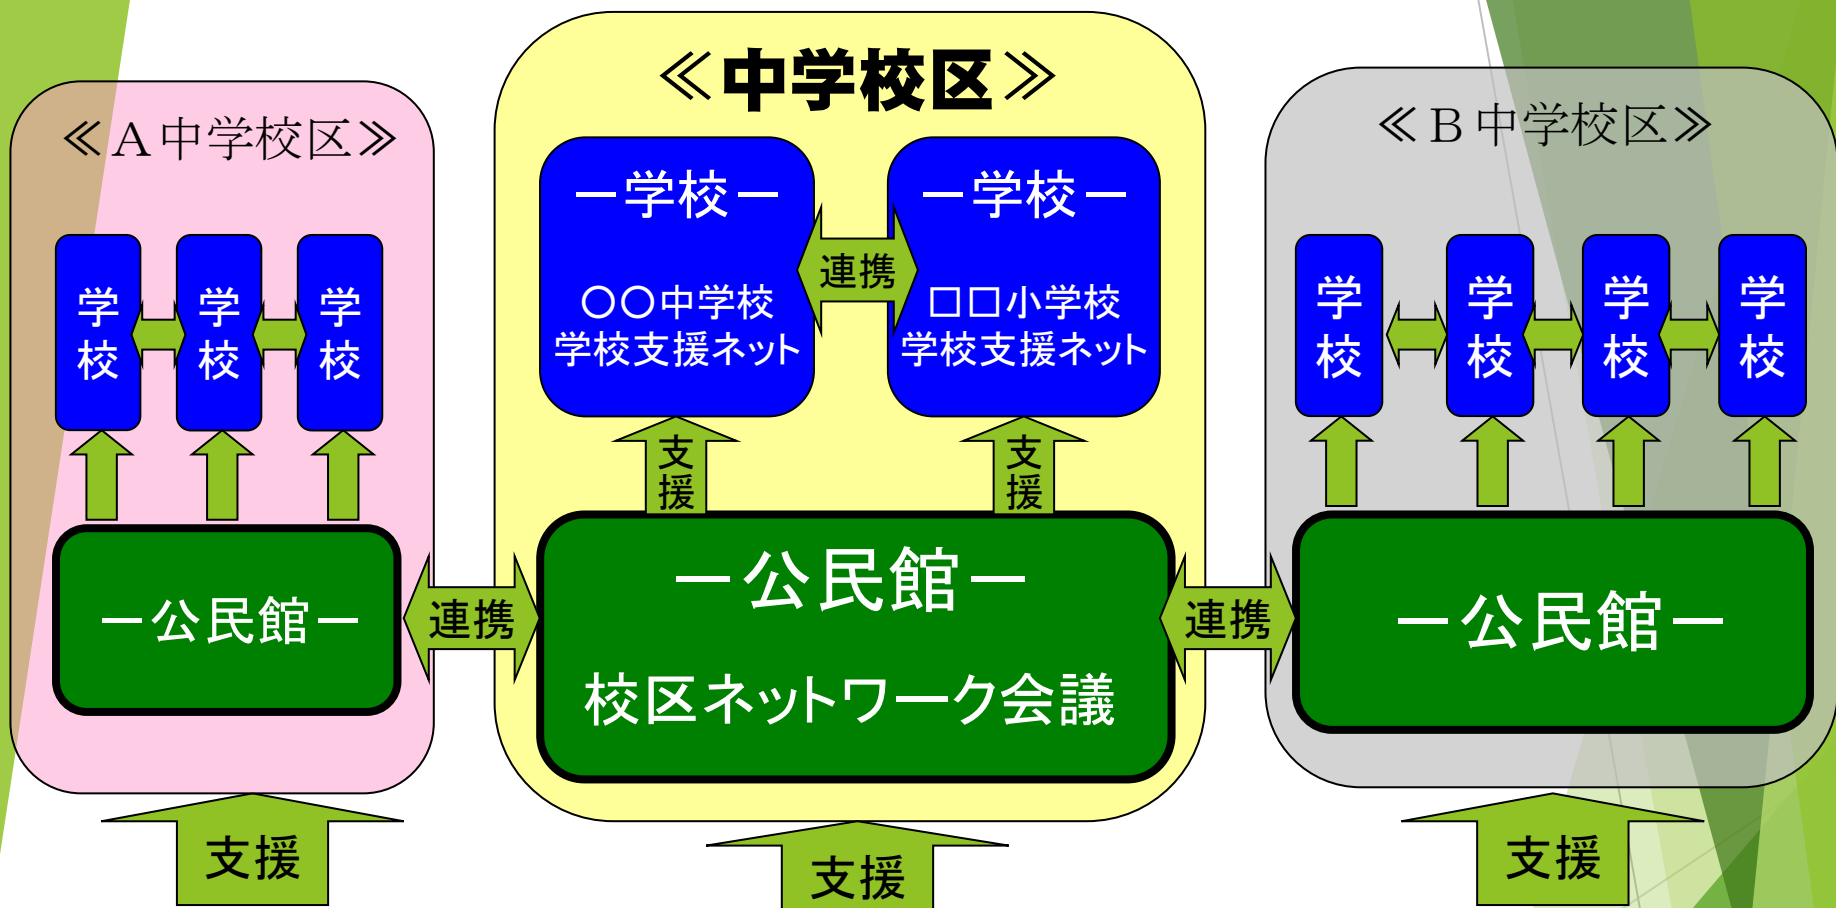 ≪A中学校区≫
学校
学校
学校
－公民館－
支援
連携
≪中学校区≫
－学校－
〇〇中学校
学校支援ネット
連携
－学校－
□□小学校
学校支援ネット
支援
支援
－公民館－
校区ネットワーク会議
支援
連携
≪B中学校区≫
学校
学校
学校
学校
－公民館－
支援